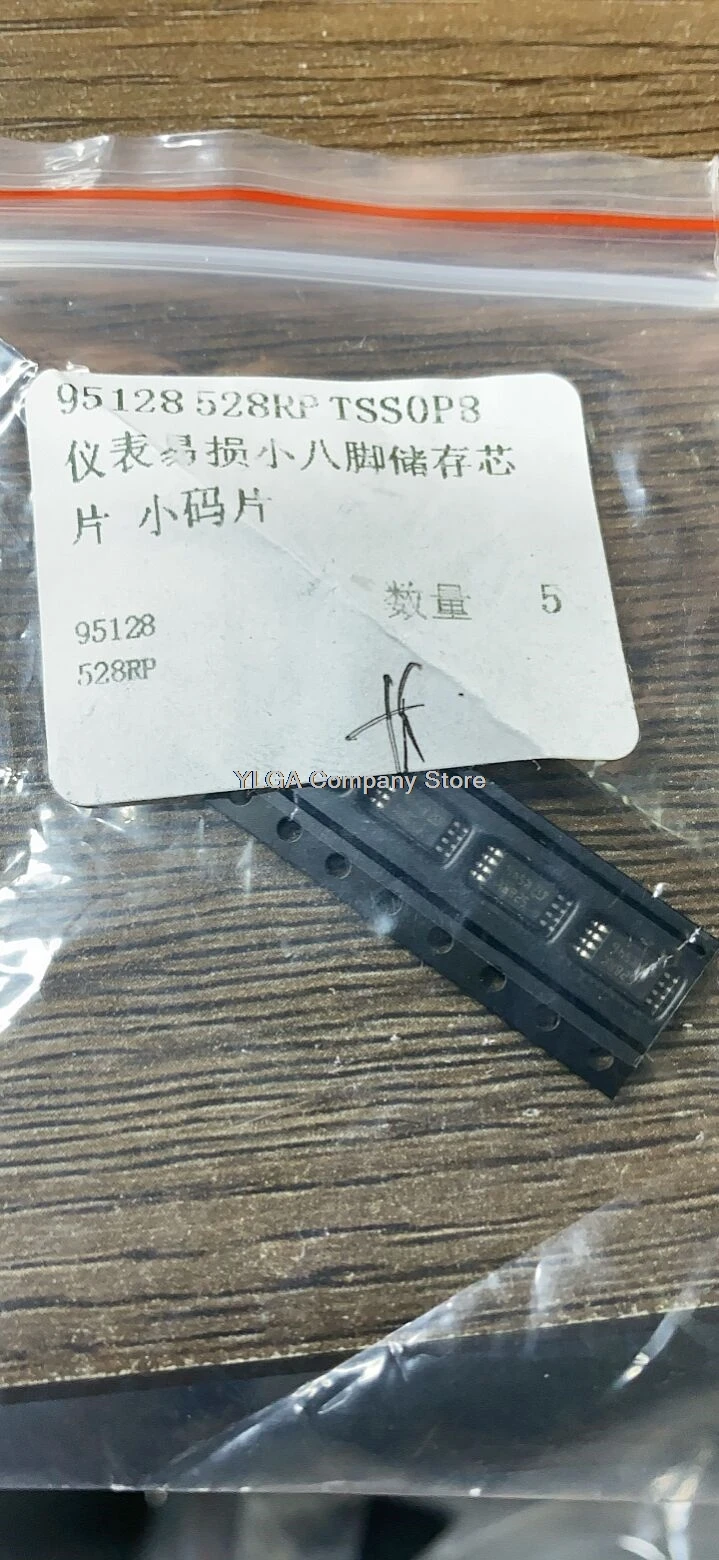 95128 528RP TSSOP8
仪表易损小八脚储存芯
片 小码片
数量 5
95128
528RP
YLGA Company Store